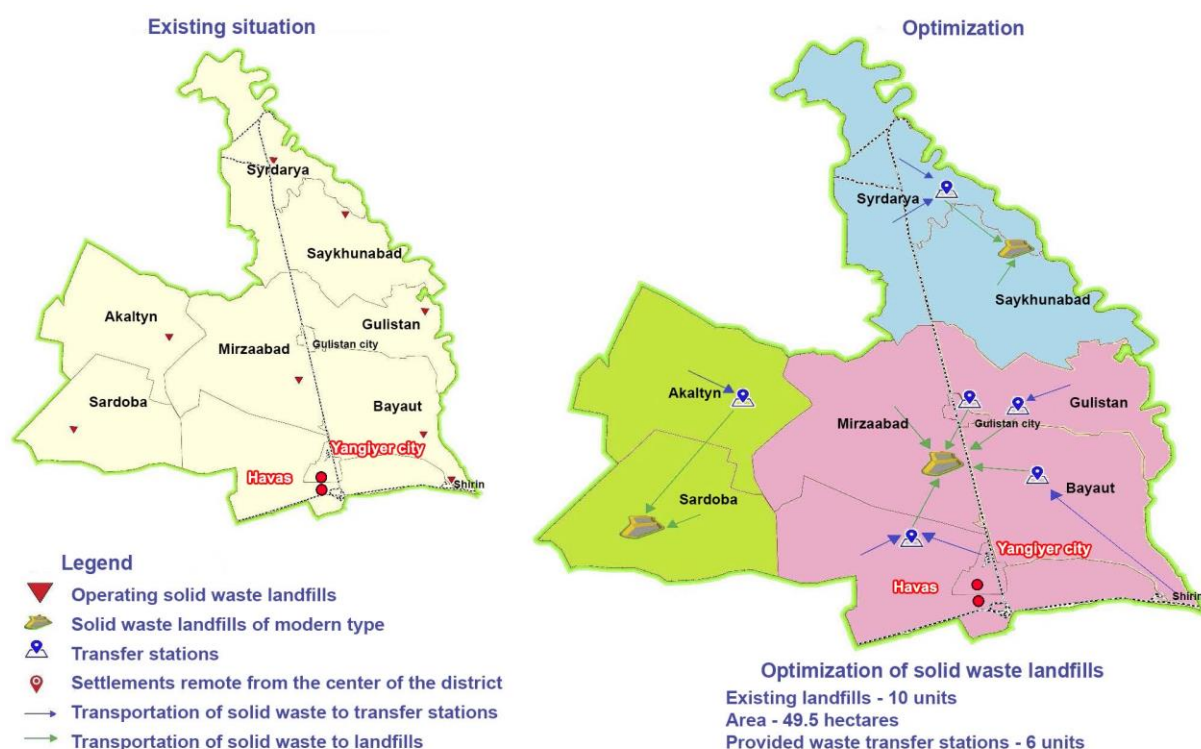 Existing situation
Syrdarya
Saykhunabad
Akaltyn
Gulistan
Mirzaabad
Gulistan city
Sardoba
Bayaut
Yangiyer city
Havas
Shirin
Legend
Operating solid waste landfills
Solid waste landfills of modern type
Transfer stations
Settlements remote from the center of the district
Transportation of solid waste to transfer stations
Transportation of solid waste to landfills
Optimization
Syrdarya
Saykhunabad
Akaltyn
Gulistan
Mirzaabad
Gulistan city
Sardoba
Bayaut
Yangiyer city
Havas
Shirin
Optimization of solid waste landfills
Existing landfills - 10 units
Area - 49.5 hectares
Provided waste transfer stations - 6 units